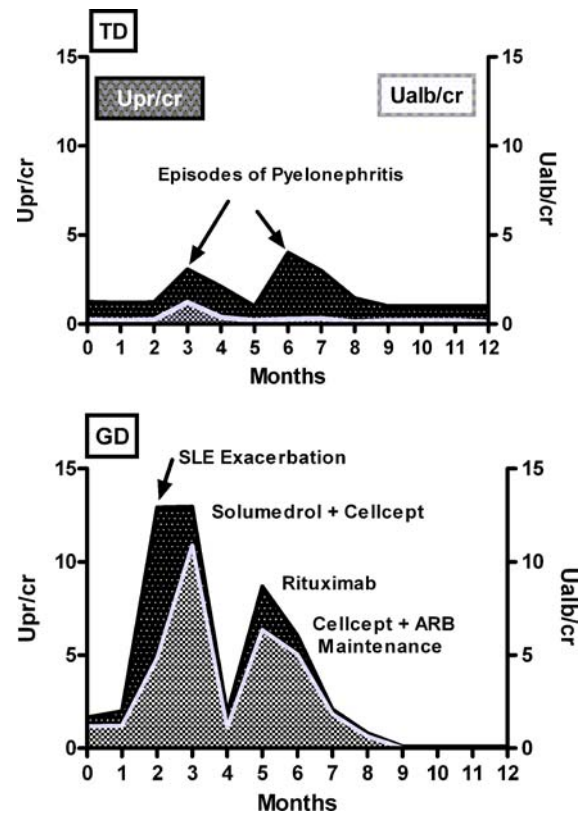 TD
15
10
5
0
Upr/cr
Upr/cr
Ualb/cr
15
10
5
0
Ualb/cr
Episodes of Pyelonephritis
0 1 2 3 4 5 6 7 8 9 10 11 12
Months
GD
15
10
5
0
Upr/cr
SLE Exacerbation
Solumedrol + Cellcept
Rituximab
Cellcept + ARB
Maintenance
15
10
5
0
Ualb/cr
0 1 2 3 4 5 6 7 8 9 10 11 12
Months